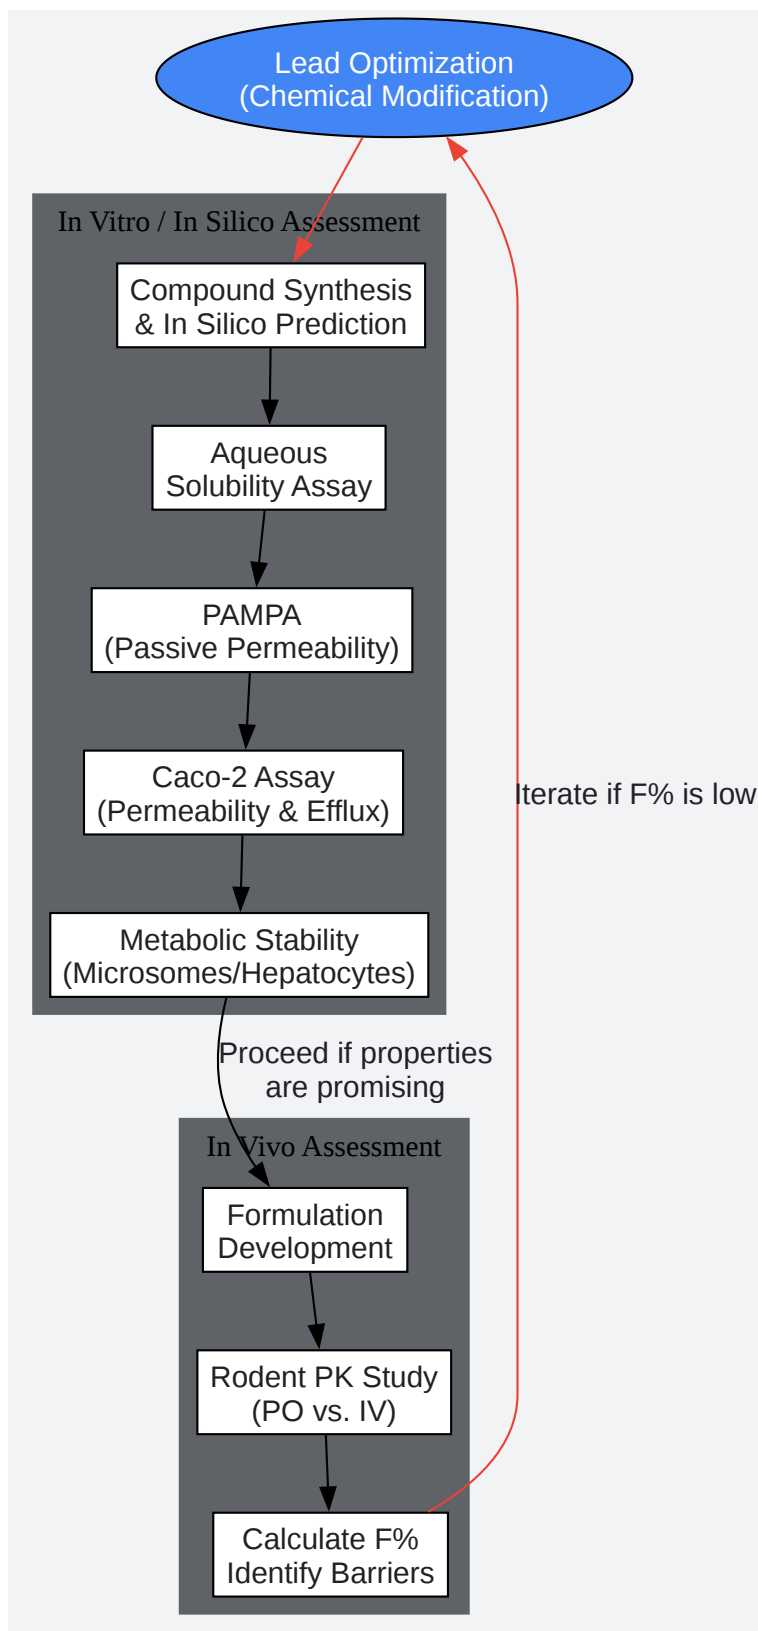 Lead Optimization
(Chemical Modification)
In Vitro / In Silico Assessment
Compound Synthesis
& In Silico Prediction
Aqueous
Solubility Assay
PAMPA
(Passive Permeability)
Caco-2 Assay
(Permeability & Efflux)
Iterate if F% is low
Metabolic Stability
(Microsomes/Hepatocytes)
Proceed if properties
are promising
In Vivo Assessment
Formulation
Development
Rodent PK Study
(PO vs. IV)
Calculate F%
Identify Barriers